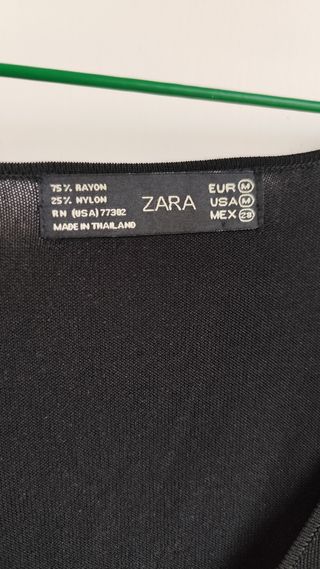 75% RAYON
25% NYLON
RN (USA) 77302
MADE IN THAILAND
ZARA
EUR M
USA M
MEX 28